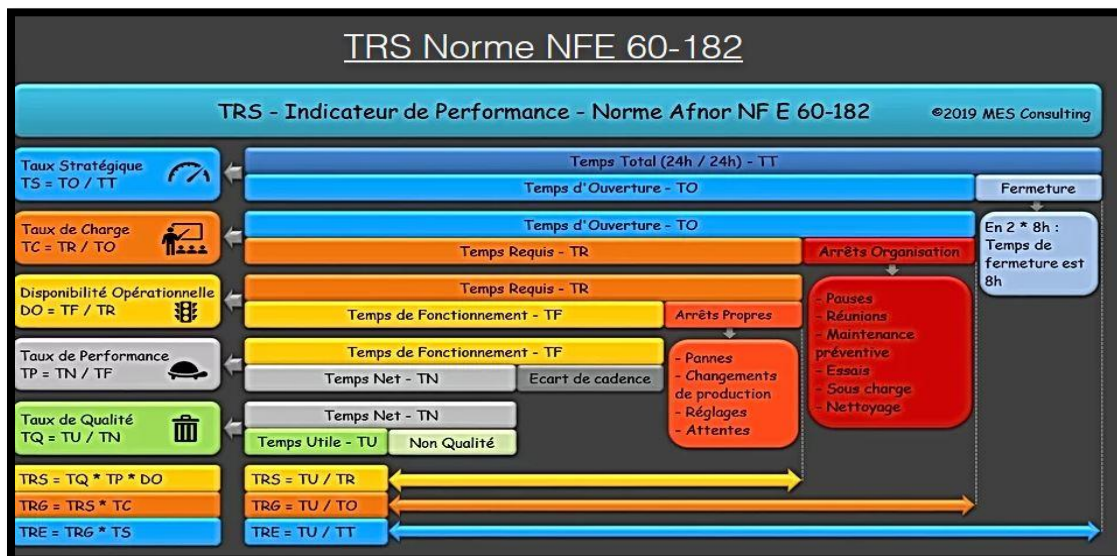 TRS Norme NFE 60-182
TRS - Indicateur de Performance - Norme Afnor NF E 60-182
©2019 MES Consulting
Taux Stratégique
TS = TO / TT
Temps Total (24h / 24h) - TT
Temps d'Ouverture - TO
Fermeture
Taux de Charge
TC = TR / TO
Temps d'Ouverture - TO
Temps Requis - TR
Arrêts Organisation
En 2 * 8h :
Temps de
fermeture est
8h
Disponibilité Opérationnelle
DO = TF / TR
Temps Requis - TR
Temps de Fonctionnement - TF
Arrêts Propres
- Pauses
- Réunions
- Maintenance
préventive
- Essais
- Sous charge
- Nettoyage
Taux de Performance
TP = TN / TF
Temps de Fonctionnement - TF
Temps Net - TN
Ecart de cadence
- Pannes
- Changements
de production
- Réglages
- Attentes
Taux de Qualité
TQ = TU / TN
Temps Net - TN
Temps Utile - TU
Non Qualité
TRS = TQ * TP * DO
TRS = TU / TR
TRG = TRS * TC
TRG = TU / TO
TRE = TRG * TS
TRE = TU / TT